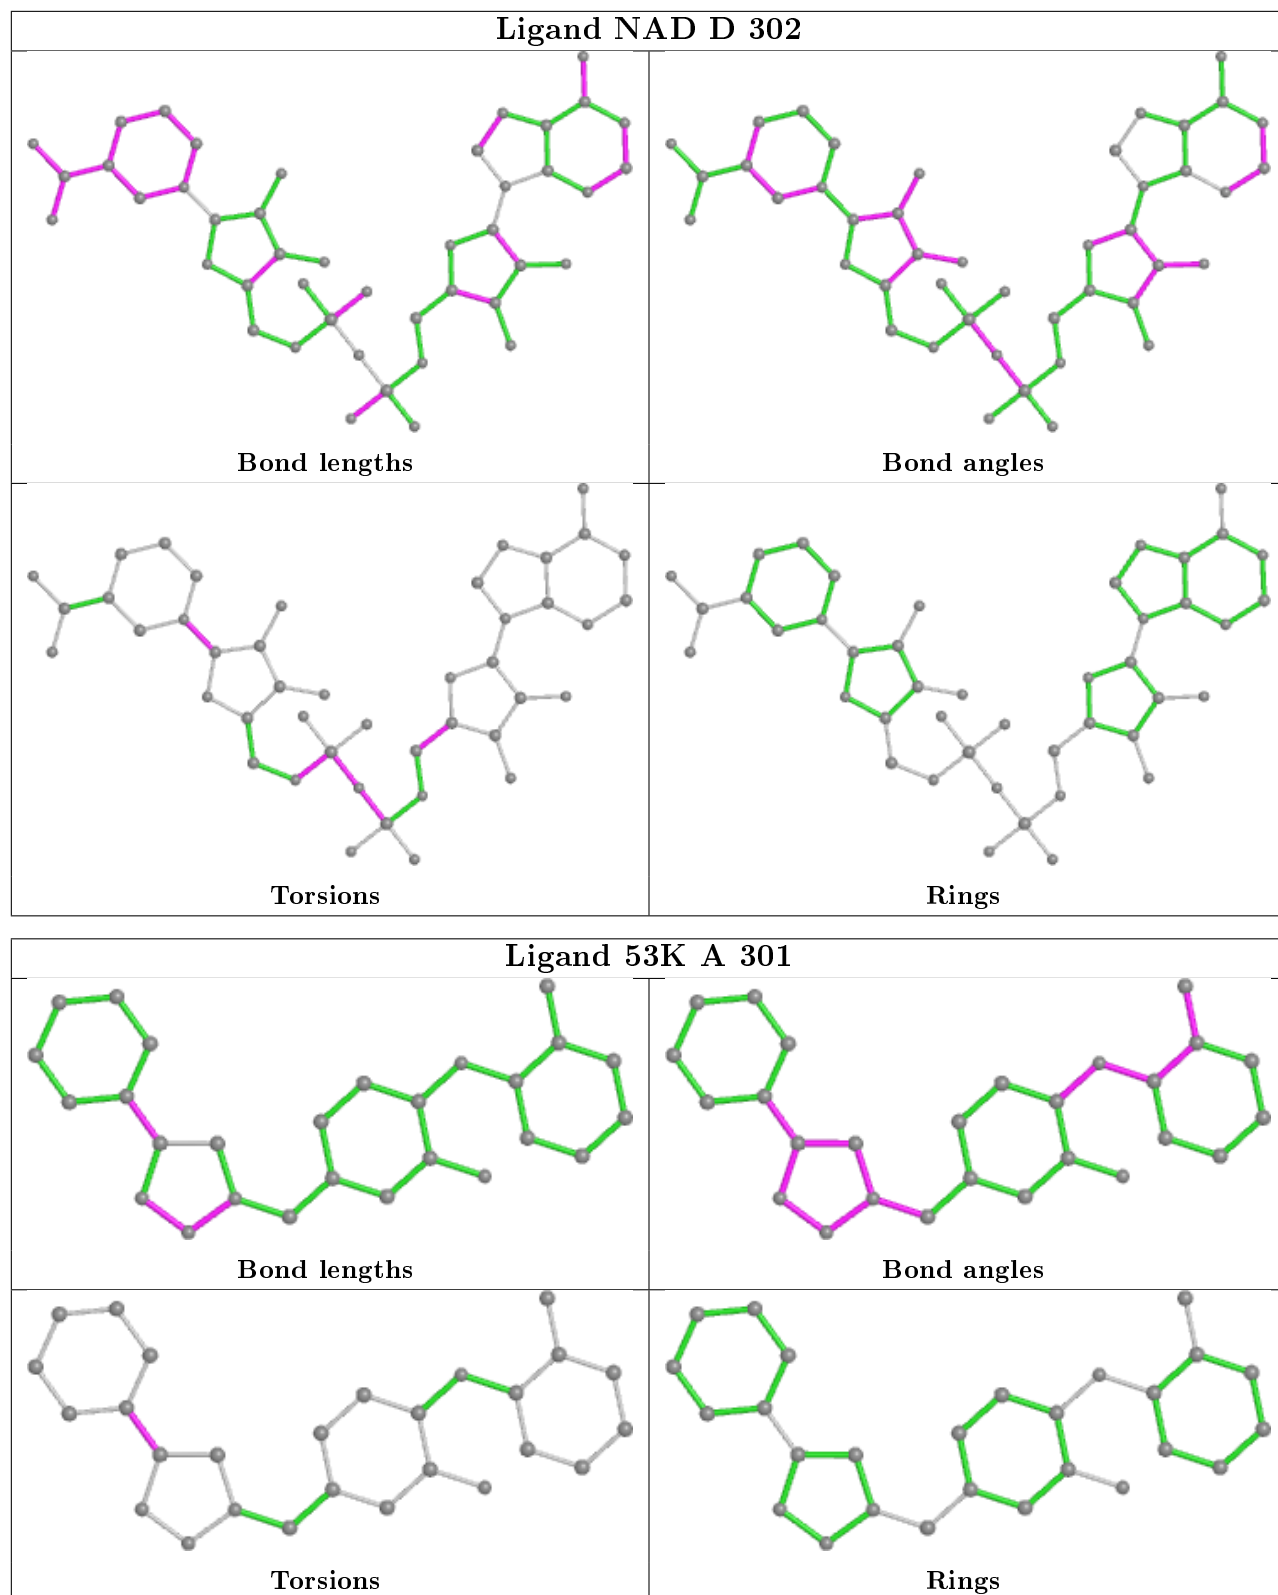 Ligand NAD D 302
Bond lengths
Bond angles
Torsions
Rings
Ligand 53K A 301
Bond lengths
Bond angles
Torsions
Rings